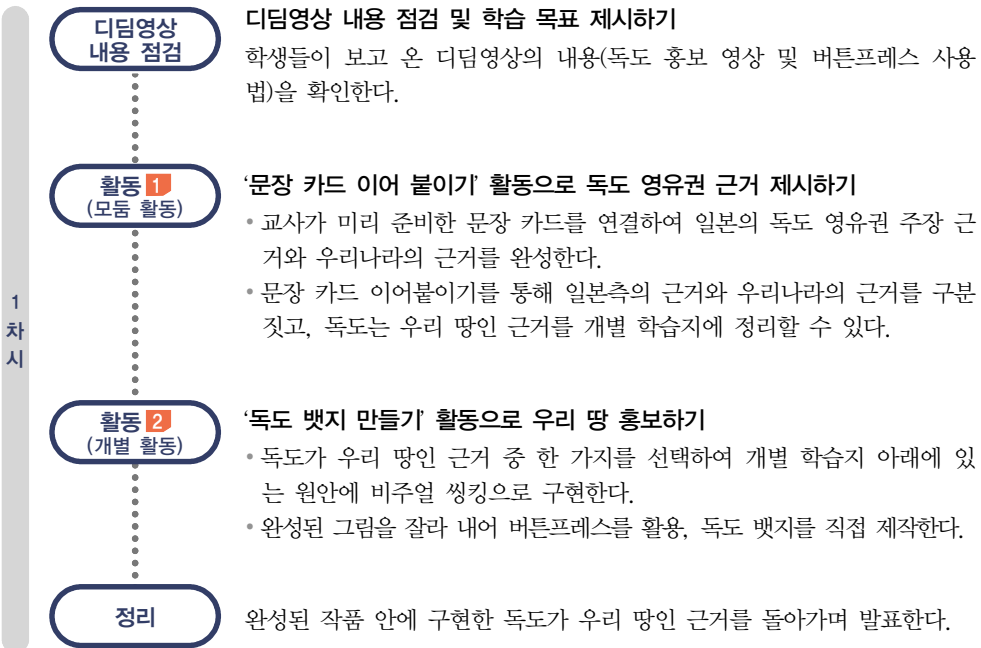 1
차
시
디딤영상
내용 점검
디딤영상 내용 점검 및 학습 목표 제시하기
학생들이 보고 온 디딤영상의 내용(독도 홍보 영상 및 버튼프레스 사용
법)을 확인한다.
활동 1
(모둠 활동)
‘문장 카드 이어 붙이기’ 활동으로 독도 영유권 근거 제시하기
• 교사가 미리 준비한 문장 카드를 연결하여 일본의 독도 영유권 주장 근
거와 우리나라의 근거를 완성한다.
• 문장 카드 이어붙이기를 통해 일본측의 근거와 우리나라의 근거를 구분
짓고, 독도는 우리 땅인 근거를 개별 학습지에 정리할 수 있다.
활동 2
(개별 활동)
‘독도 뱃지 만들기’ 활동으로 우리 땅 홍보하기
• 독도가 우리 땅인 근거 중 한 가지를 선택하여 개별 학습지 아래에 있
는 원안에 비주얼 씽킹으로 구현한다.
• 완성된 그림을 잘라 내어 버튼프레스를 활용, 독도 뱃지를 직접 제작한다.
정리
완성된 작품 안에 구현한 독도가 우리 땅인 근거를 돌아가며 발표한다.